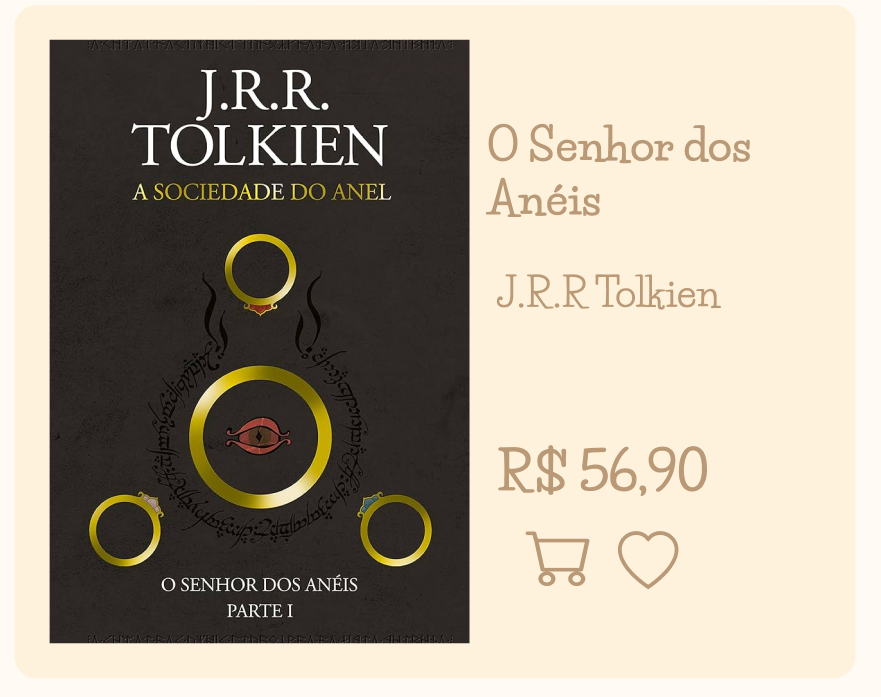 J.R.R.
TOLKIEN
A SOCIEDADE DO ANEL
O SENHOR DOS ANÉIS
PARTE I
O Senhor dos
Anéis
J.R.R Tolkien
R$ 56,90